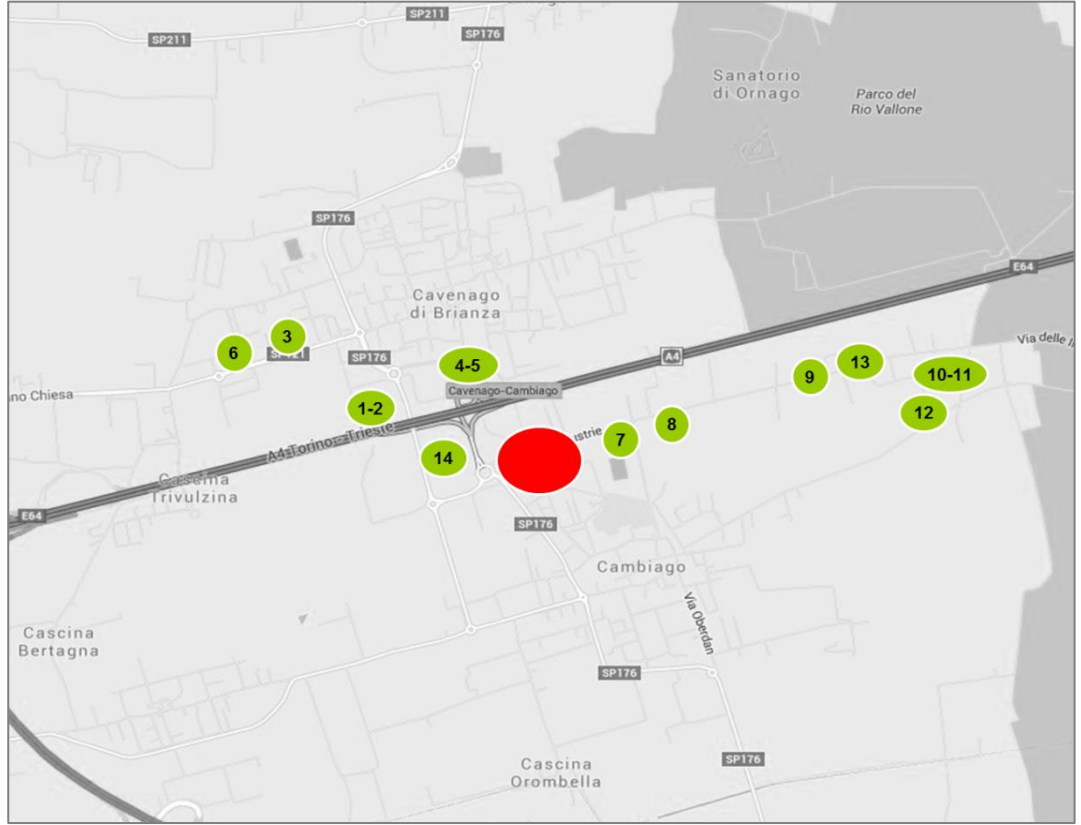 SP211
SP211
SP176
Sanatorio
di Ornago
Parco del
Rio Vallone
SP176
E64
Cavenago
di Brianza
3
6
SP176
4-5
A4
Via delle
13
9
10-11
Cavenago-Cambiago
no Chiesa
1-2
12
8
A4 Torino - Trieste
ustrie
7
14
Cascina
Trivulzina
E64
SP176
Cambiago
Via Oberdan
Cascina
Bertagna
SP176
SP176
Cascina
Orombella